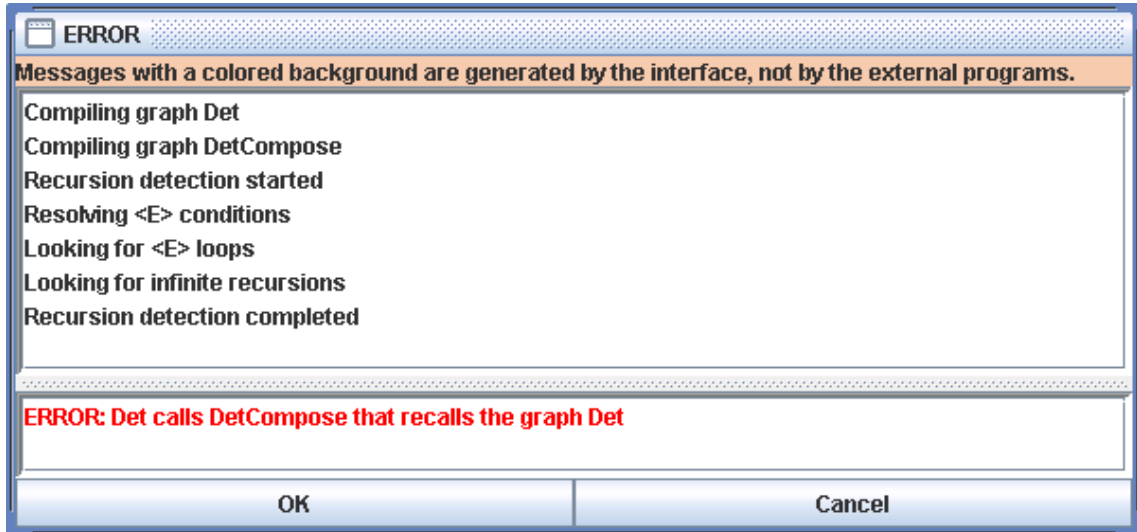 ERROR
Messages with a colored background are generated by the interface, not by the external programs.
Compiling graph Det
Compiling graph DetCompose
Recursion detection started
Resolving <E> conditions
Looking for <E> loops
Looking for infinite recursions
Recursion detection completed
ERROR: Det calls DetCompose that recalls the graph Det
OK
Cancel